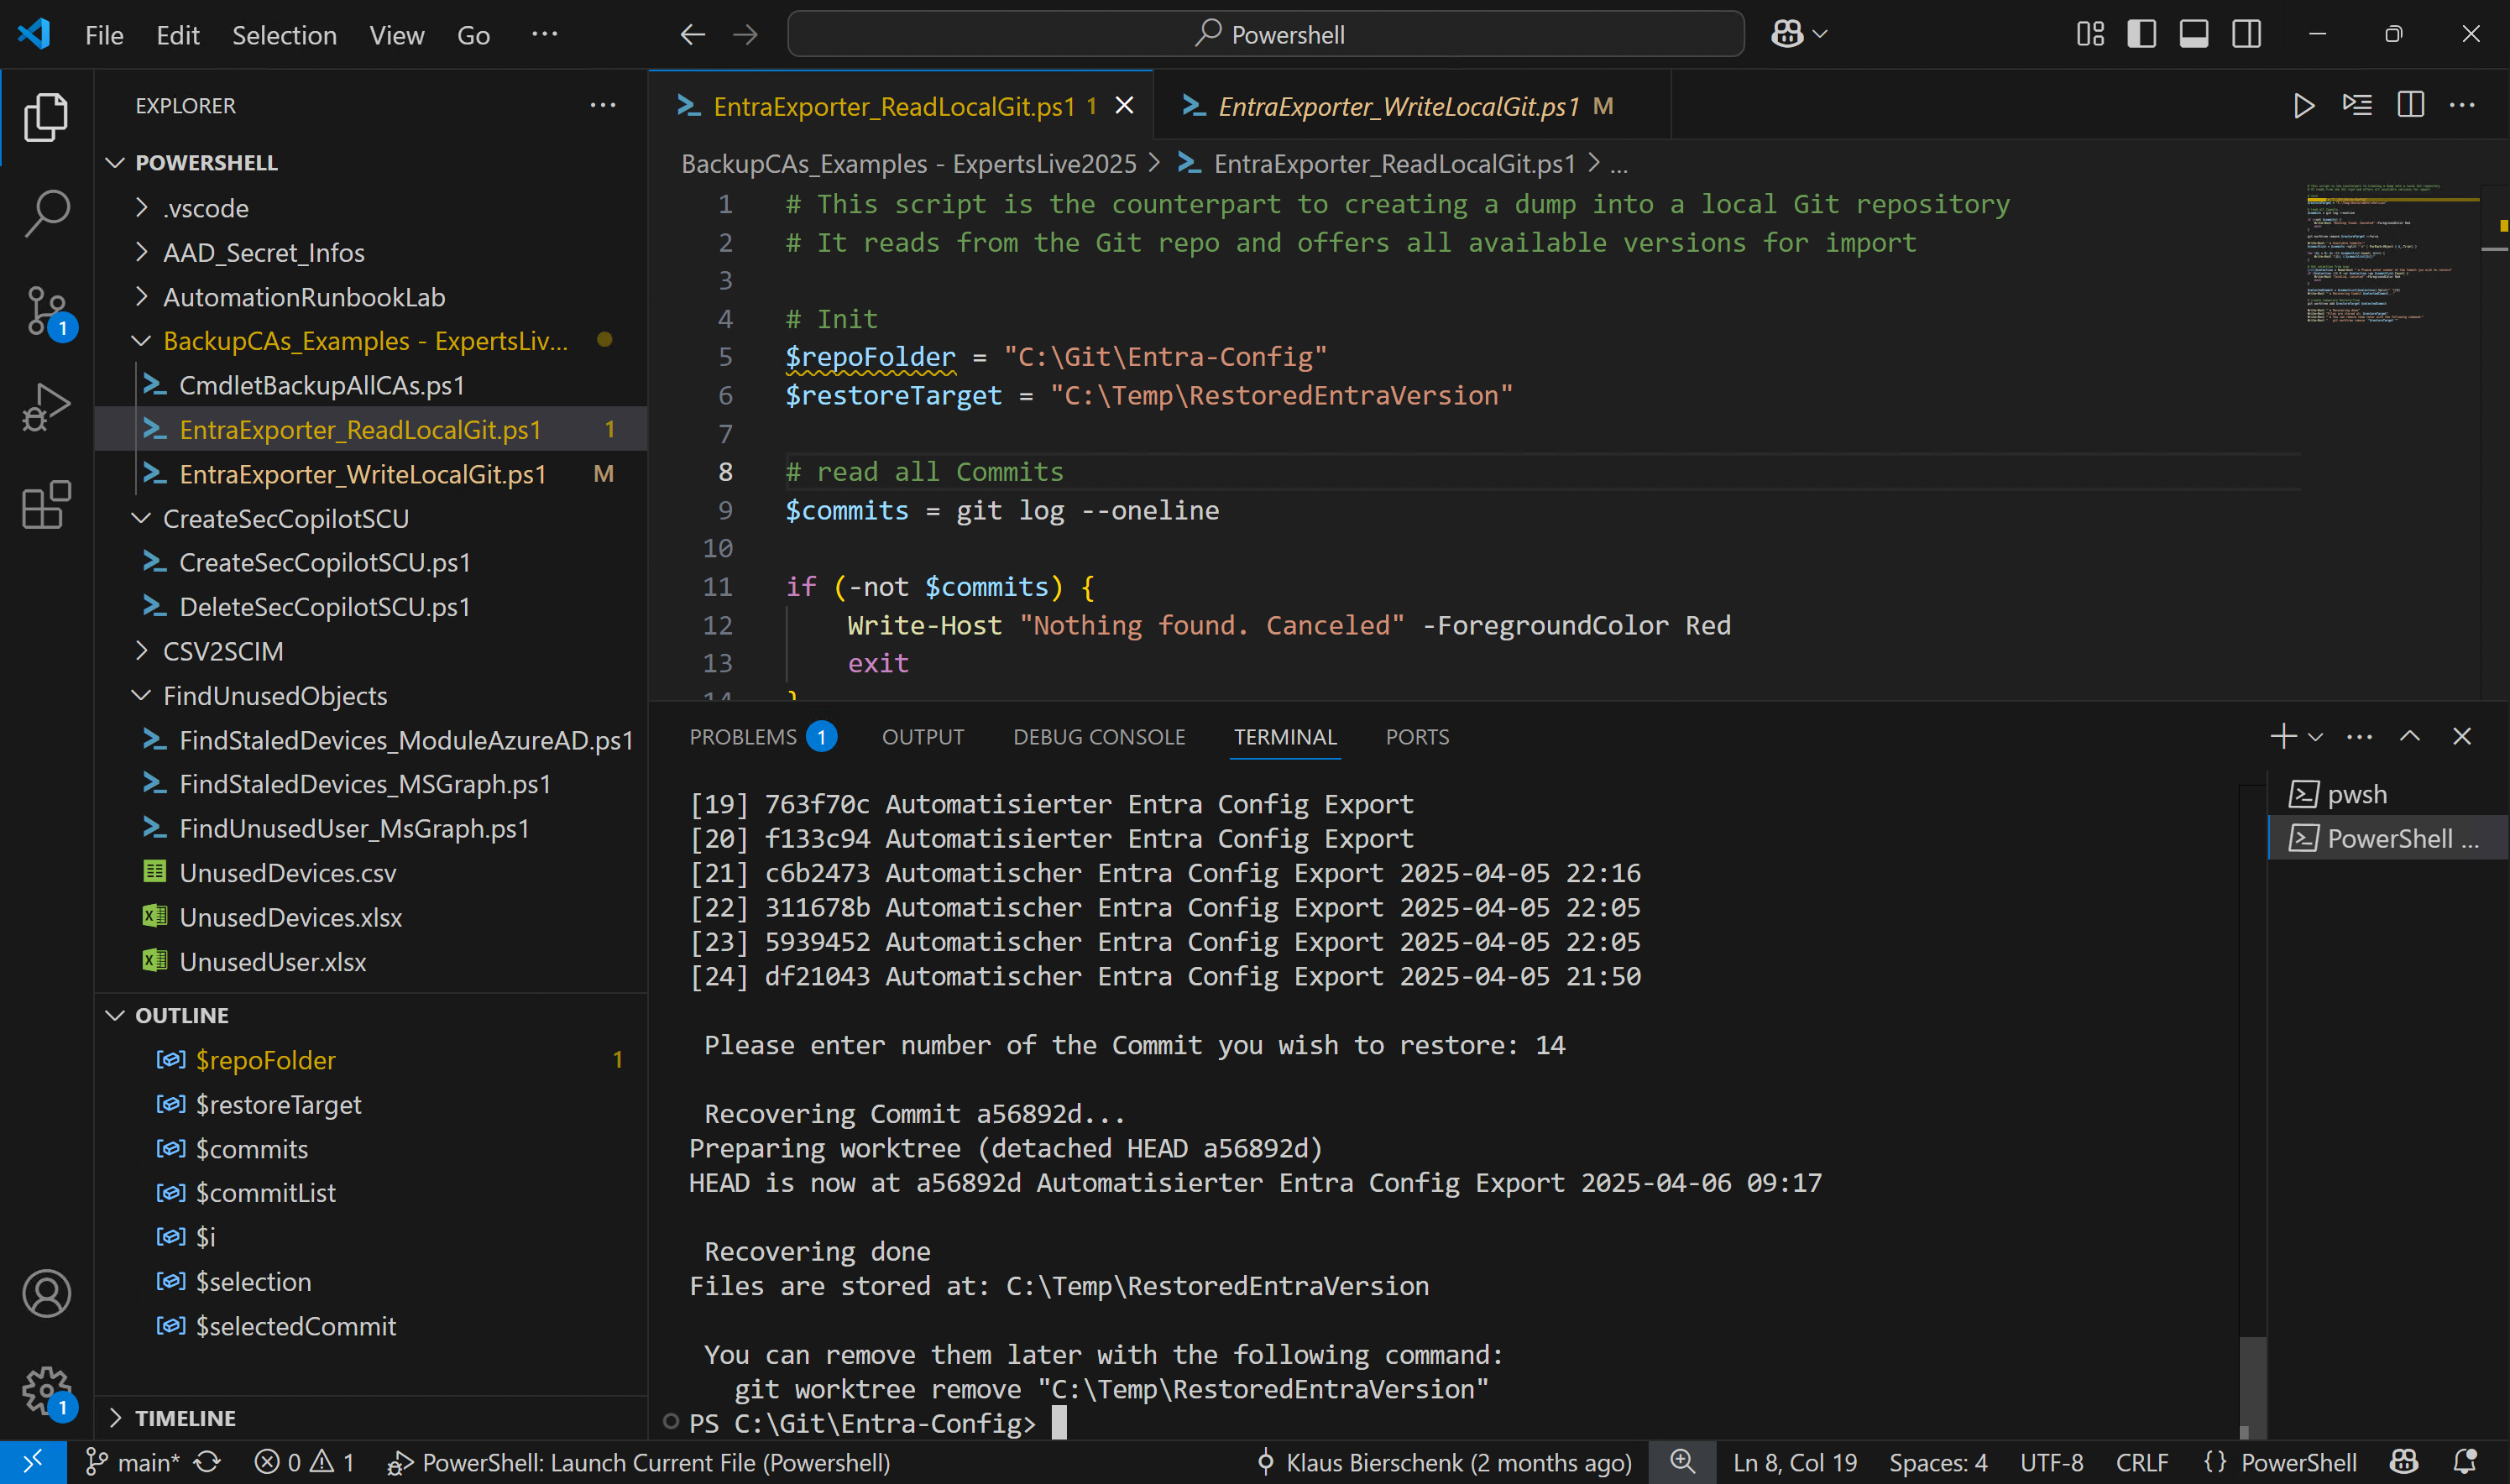 File Edit Selection View Go ... Powershell
EXPLORER
POWERSHELL
.vscode
AAD_Secret_Infos
AutomationRunbookLab
BackupCAs_Examples - ExpertsLiv...
CmdletBackupAllCAs.ps1
EntraExporter_ReadLocalGit.ps1 1
EntraExporter_WriteLocalGit.ps1 M
CreateSecCopilotSCU
CreateSecCopilotSCU.ps1
DeleteSecCopilotSCU.ps1
CSV2SCIM
FindUnusedObjects
FindStaledDevices_ModuleAzureAD.ps1
FindStaledDevices_MSGraph.ps1
FindUnusedUser_MsGraph.ps1
UnusedDevices.csv
UnusedDevices.xlsx
UnusedUser.xlsx
OUTLINE
$repoFolder 1
$restoreTarget
$commits
$commitList
$i
$selection
$selectedCommit
TIMELINE
1
1
EntraExporter_ReadLocalGit.ps1 1 EntraExporter_WriteLocalGit.ps1 M
BackupCAs_Examples - ExpertsLive2025 > EntraExporter_ReadLocalGit.ps1 > ...
1 # This script is the counterpart to creating a dump into a local Git repository
2 # It reads from the Git repo and offers all available versions for import
3
4 # Init
5 $repoFolder = "C:\Git\Entra-Config"
6 $restoreTarget = "C:\Temp\RestoredEntraVersion"
7
8 # read all Commits
9 $commits = git log --oneline
10
11 if (-not $commits) {
12 Write-Host "Nothing found. Canceled" -ForegroundColor Red
13 exit
14 }
PROBLEMS 1 OUTPUT DEBUG CONSOLE TERMINAL PORTS
[19] 763f70c Automatisierter Entra Config Export
[20] f133c94 Automatisierter Entra Config Export
[21] c6b2473 Automatischer Entra Config Export 2025-04-05 22:16
[22] 311678b Automatischer Entra Config Export 2025-04-05 22:05
[23] 5939452 Automatischer Entra Config Export 2025-04-05 22:05
[24] df21043 Automatischer Entra Config Export 2025-04-05 21:50
Please enter number of the Commit you wish to restore: 14
Recovering Commit a56892d...
Preparing worktree (detached HEAD a56892d)
HEAD is now at a56892d Automatisierter Entra Config Export 2025-04-06 09:17
Recovering done
Files are stored at: C:\Temp\RestoredEntraVersion
You can remove them later with the following command:
git worktree remove "C:\Temp\RestoredEntraVersion"
PS C:\Git\Entra-Config>
pwsh
PowerShell ...
main* 0 1 PowerShell: Launch Current File (Powershell) Klaus Bierschenk (2 months ago) Ln 8, Col 19 Spaces: 4 UTF-8 CRLF {} PowerShell